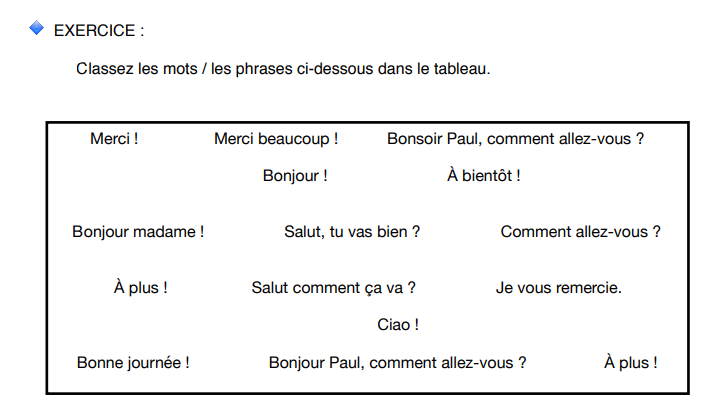 EXERCICE :
Classez les mots / les phrases ci-dessous dans le tableau.
Merci ! Merci beaucoup ! Bonsoir Paul, comment allez-vous ?
Bonjour ! À bientôt !
Bonjour madame ! Salut, tu vas bien ? Comment allez-vous ?
À plus ! Salut comment ça va ? Je vous remercie.
Ciao !
Bonne journée ! Bonjour Paul, comment allez-vous ? À plus !